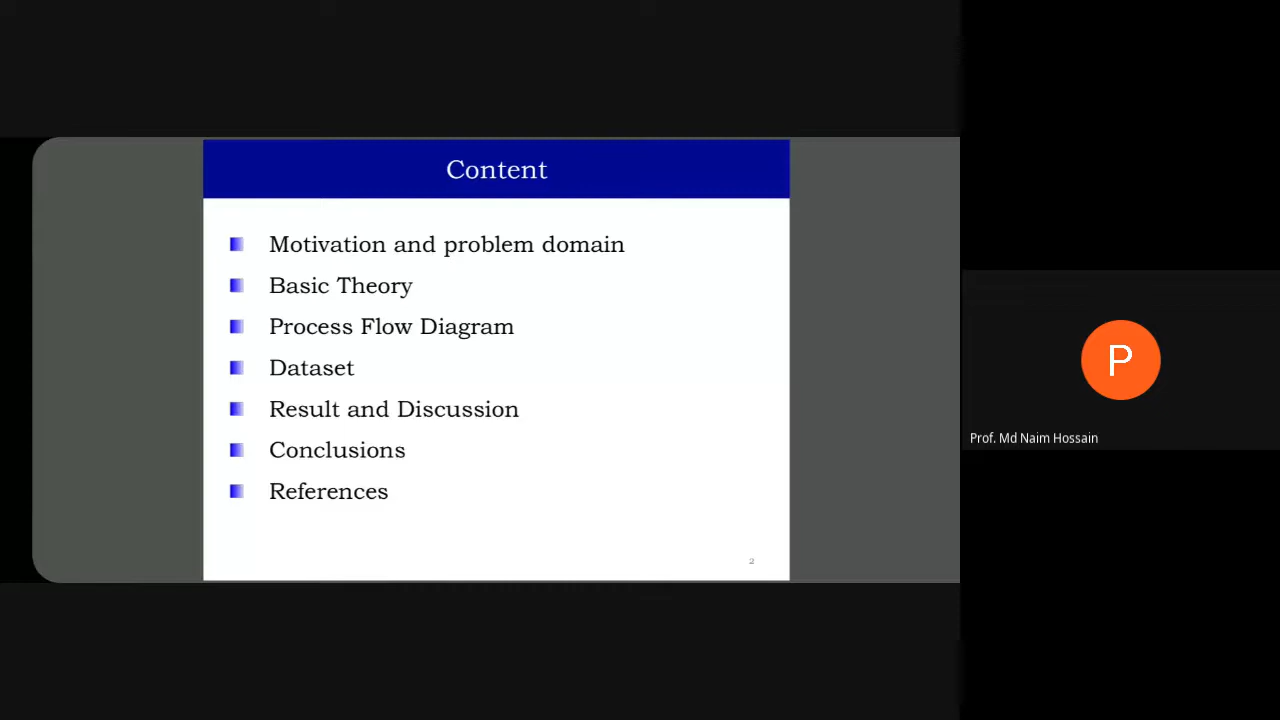 Content
Motivation and problem domain
Basic Theory
Process Flow Diagram
Dataset
Result and Discussion
Conclusions
References
2
P
Prof. Md Naim Hossain